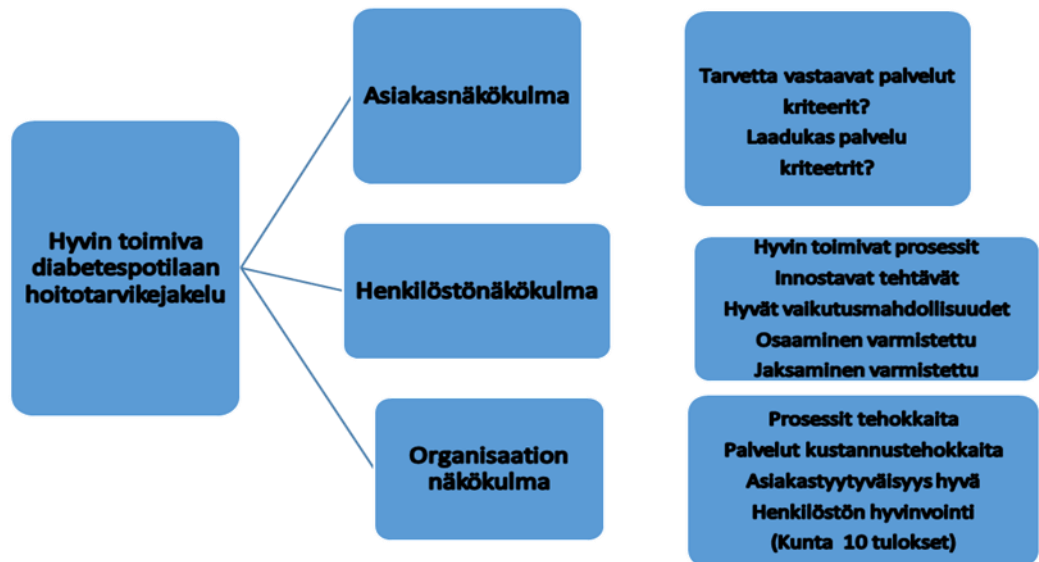 Hyvin toimiva
diabetespotilaan
hoitotarvikejakelu
Asiakasnäkökulma
Tarvetta vastaavat palvelut
kriteerit?
Laadukas palvelu
kriteetrit?
Henkilöstönäkökulma
Hyvin toimivat prosessit
Innostavat tehtävät
Hyvät vaikutusmahdollisuudet
Osaaminen varmistettu
Jaksaminen varmistettu
Organisaation
näkökulma
Prosessit tehokkaita
Palvelut kustannustehokkaita
Asiakastyytyväisyys hyvä
Henkilöstön hyvinvointi
(Kunta 10 tulokset)